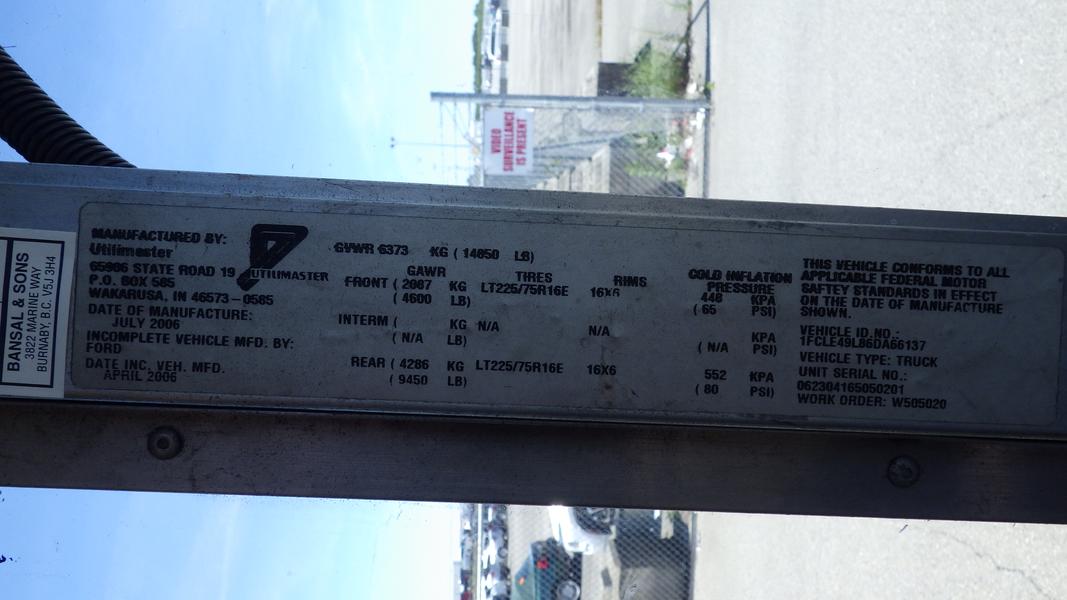 VIDEO
SURVEILLANCE
IS PRESENT
BANSAL & SONS
3822 MARINE WAY
BURNABY, B.C. V5J 3H4
MANUFACTURED BY:
Utilimaster
65906 STATE ROAD 19
P.O. BOX 585
WAKARUSA, IN 46573-0585
DATE OF MANUFACTURE:
JULY 2006
INCOMPLETE VEHICLE MFD. BY:
FORD
DATE INC. VEH. MFD.
APRIL 2006
UTILIMASTER
GVWR 6373 KG ( 14050 LB)
GAWR TIRES RIMS COLD INFLATION
PRESSURE
FRONT ( 2087 KG LT225/75R16E 16X6 448 KPA
( 4600 LB) ( 65 PSI)
INTERM ( KG N/A N/A KPA
( N/A LB) ( N/A PSI)
REAR ( 4286 KG LT225/75R16E 16X6 552 KPA
( 9450 LB) ( 80 PSI)
THIS VEHICLE CONFORMS TO ALL
APPLICABLE FEDERAL MOTOR
SAFTEY STANDARDS IN EFFECT
ON THE DATE OF MANUFACTURE
SHOWN.
VEHICLE ID.NO.:
1FCLE49L86DA66137
VEHICLE TYPE: TRUCK
UNIT SERIAL NO.:
062304165050201
WORK ORDER: W505020